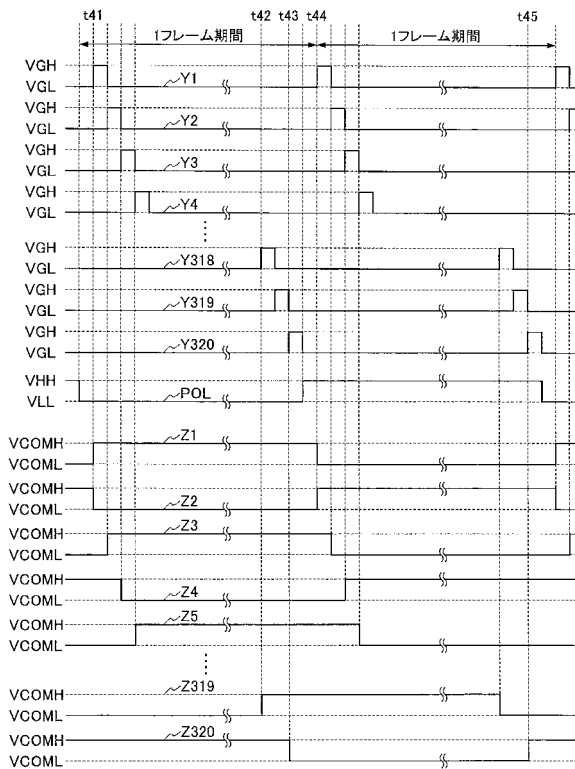 t41 t42 t43 t44 t45
1フレーム期間 1フレーム期間
VGH
VGL Y1
VGH
VGL Y2
VGH
VGL Y3
VGH
VGL Y4
VGH
VGL Y318
VGH
VGL Y319
VGH
VGL Y320
VHH
VLL POL
VCOMH Z1
VCOML
VCOMH
VCOML Z2
Z3
VCOMH
VCOML
VCOMH
VCOML Z4
Z5
VCOMH
VCOML
VCOMH Z319
VCOML
VCOMH Z320
VCOML